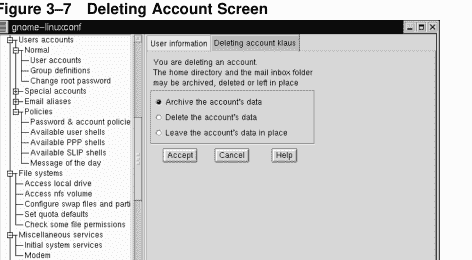 Figure 3–7 Deleting Account Screen
gnome-linuxconf
Users accounts
Normal
User accounts
Group definitions
Change root password
Special accounts
Email aliases
Policies
Password & account policie
Available user shells
Available PPP shells
Available SLIP shells
Message of the day
File systems
Access local drive
Access nfs volume
Configure swap files and parti
Set quota defaults
Check some file permissions
Miscellaneous services
Initial system services
Modem
User information
Deleting account klaus
You are deleting an account.
The home directory and the mail inbox folder
may be archived, deleted or left in place
Archive the account's data
Delete the account's data
Leave the account's data in place
Accept
Cancel
Help